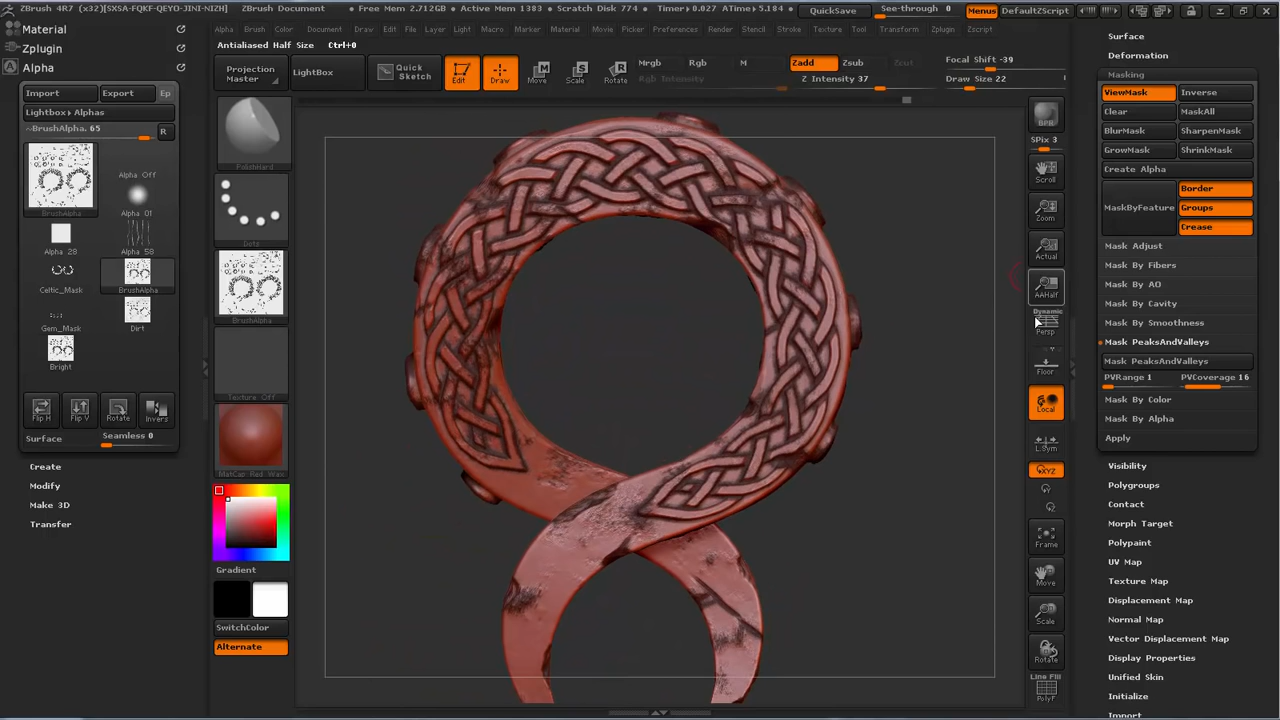 ZBrush 4R7 (x32)[SXSA-FQKF-QEYO-JINI-NIZH]
ZBrush Document
• Free Mem 2.712GB • Active Mem 1383 • Scratch Disk 774 • Timer▸0.027 ATime▸5.184
QuickSave
See-through 0
Menus
DefaultZScript
Alpha Brush Color Document Draw Edit File Layer Light Macro Marker Material Movie Picker Preferences Render Stencil Stroke Texture Tool Transform Zplugin Zscript
Antialiased Half Size Ctrl+0
Material
Zplugin
Alpha
Import
Export
Ep
Lightbox▸Alphas
~BrushAlpha. 65
R
BrushAlpha
Alpha Off
Alpha 01
Alpha 28
Alpha 58
Celtic_Mask
BrushAlpha
Gem_Mask
Dirt
Bright
Flip H
Flip V
Rotate
Invers
Surface
Seamless 0
Create
Modify
Make 3D
Transfer
Projection
Master
LightBox
Quick
Sketch
Edit
Draw
Move
Scale
Rotate
Mrgb
Rgb
M
Rgb Intensity
Zadd
Zsub
Zcut
Z Intensity 37
Focal Shift -39
Draw Size 22
PolishHard
Dots
BrushAlpha
Texture Off
MatCap Red Wax
Gradient
SwitchColor
Alternate
BPR
SPix 3
Scroll
Zoom
Actual
AAHalf
Dynamic
Persp
Floor
Local
L.Sym
XYZ
Frame
Move
Scale
Rotate
Line Fill
PolyF
Surface
Deformation
Masking
ViewMask
Inverse
Clear
MaskAll
BlurMask
SharpenMask
GrowMask
ShrinkMask
Create Alpha
MaskByFeature
Border
Groups
Crease
Mask Adjust
Mask By Fibers
Mask By AO
Mask By Cavity
Mask By Smoothness
Mask PeaksAndValleys
Mask PeaksAndValleys
PVRange 1
PVCoverage 16
Mask By Color
Mask By Alpha
Apply
Visibility
Polygroups
Contact
Morph Target
Polypaint
UV Map
Texture Map
Displacement Map
Normal Map
Vector Displacement Map
Display Properties
Unified Skin
Initialize
Import